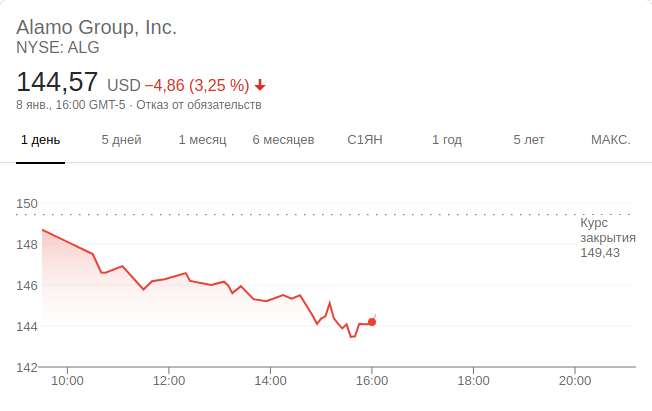 Alamo Group, Inc.
NYSE: ALG
144,57 USD −4,86 (3,25 %)
8 янв., 16:00 GMT-5 · Отказ от обязательств
1 день 5 дней 1 месяц 6 месяцев С1ЯН 1 год 5 лет МАКС.
150
Курс
закрытия
149,43
148
146
144
142
10:00 12:00 14:00 16:00 18:00 20:00